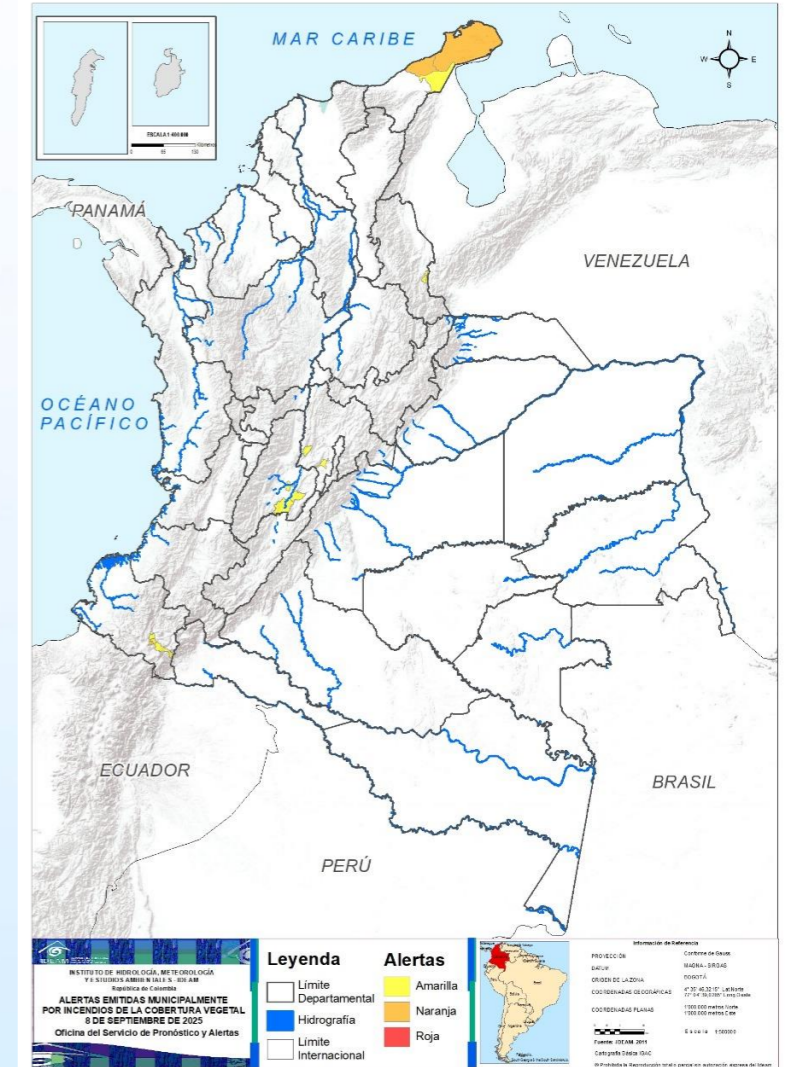 MAR CARIBE
N
W
E
S
ESCALA 1:400.000
PANAMÁ
VENEZUELA
OCÉANO
PACÍFICO
ECUADOR
BRASIL
PERÚ
INSTITUTO DE HIDROLOGÍA, METEOROLOGÍA
Y ESTUDIOS AMBIENTALES - IDEAM
República de Colombia
ALERTAS EMITIDAS MUNICIPALMENTE
POR INCENDIOS DE LA COBERTURA VEGETAL
8 DE SEPTIEMBRE DE 2025
Oficina del Servicio de Pronóstico y Alertas
Leyenda
Límite
Departamental
Hidrografía
Límite
Internacional
Alertas
Amarilla
Naranja
Roja
Información de Referencia
PROYECCIÓN Conforme de Gauss
DATUM MAGNA - SIRGAS
ORIGEN DE LA ZONA BOGOTÁ
COORDENADAS GEOGRÁFICAS
COORDENADAS PLANAS 1'000.000 metros Norte
1'000.000 metros Este
Escala
Fuente: IDEAM, 2011
Cartografía Básica IGAC